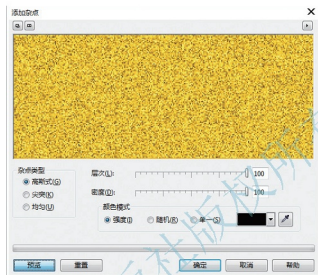 添加杂点
杂点类型
高斯式(G)
尖突(K)
均匀(U)
层次(L):
100
密度(D):
100
颜色模式
强度(I)
随机(R)
单一(S)
预览
重置
确定
取消
帮助